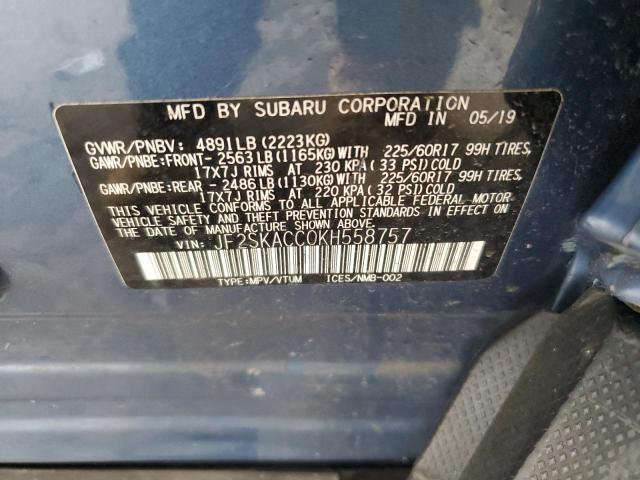 MFD BY SUBARU CORPORATION
MFD IN 05/19
GVWR/PNBV: 4891LB (2223KG)
GAWR/PNBE:FRONT- 2563LB (1165KG)WITH 225/60R17 99H TIRES,
17X7J RIMS AT 230 KPA(33 PSI)COLD
GAWR/PNBE:REAR - 2486LB(1130KG)WITH 225/60R17 99H TIRES,
17X7J RIMS AT 220 KPA(32 PSI)COLD
THIS VEHICLE CONFORMS TO ALL APPLICABLE FEDERAL MOTOR
VEHICLE SAFETY AND THEFT PREVENTION STANDARDS IN EFFECT ON
THE DATE OF MANUFACTURE SHOWN ABOVE.
VIN: JF2SKACC0KH558757
TYPE:MPV/VTUM ICES/NMB-002